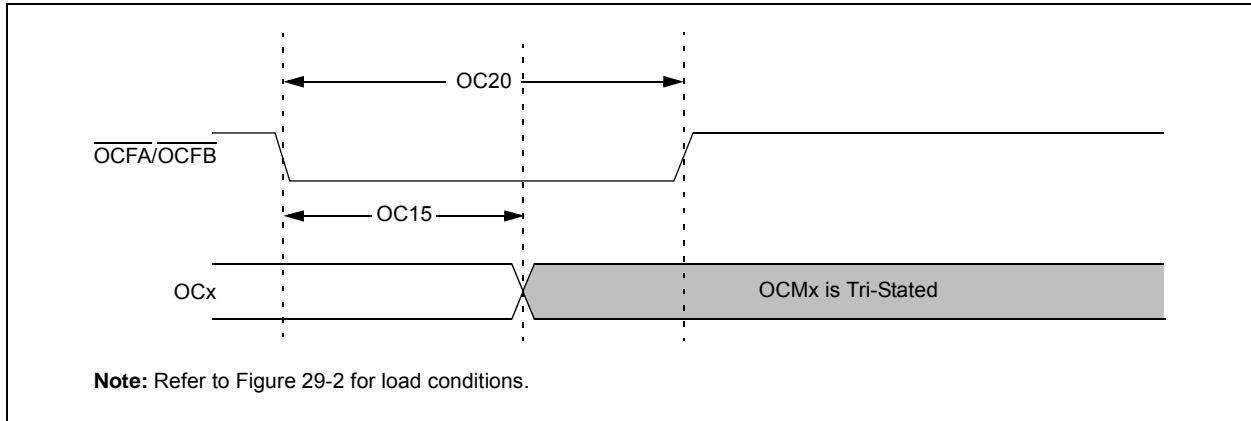 OC20
OCFA/OCFB
OC15
OCx
OCMx is Tri-Stated
Note: Refer to Figure 29-2 for load conditions.